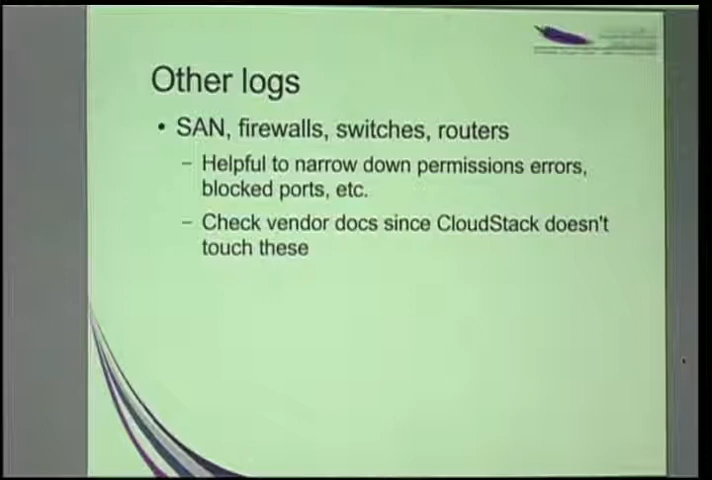 Other logs
• SAN, firewalls, switches, routers
– Helpful to narrow down permissions errors,
blocked ports, etc.
– Check vendor docs since CloudStack doesn't
touch these